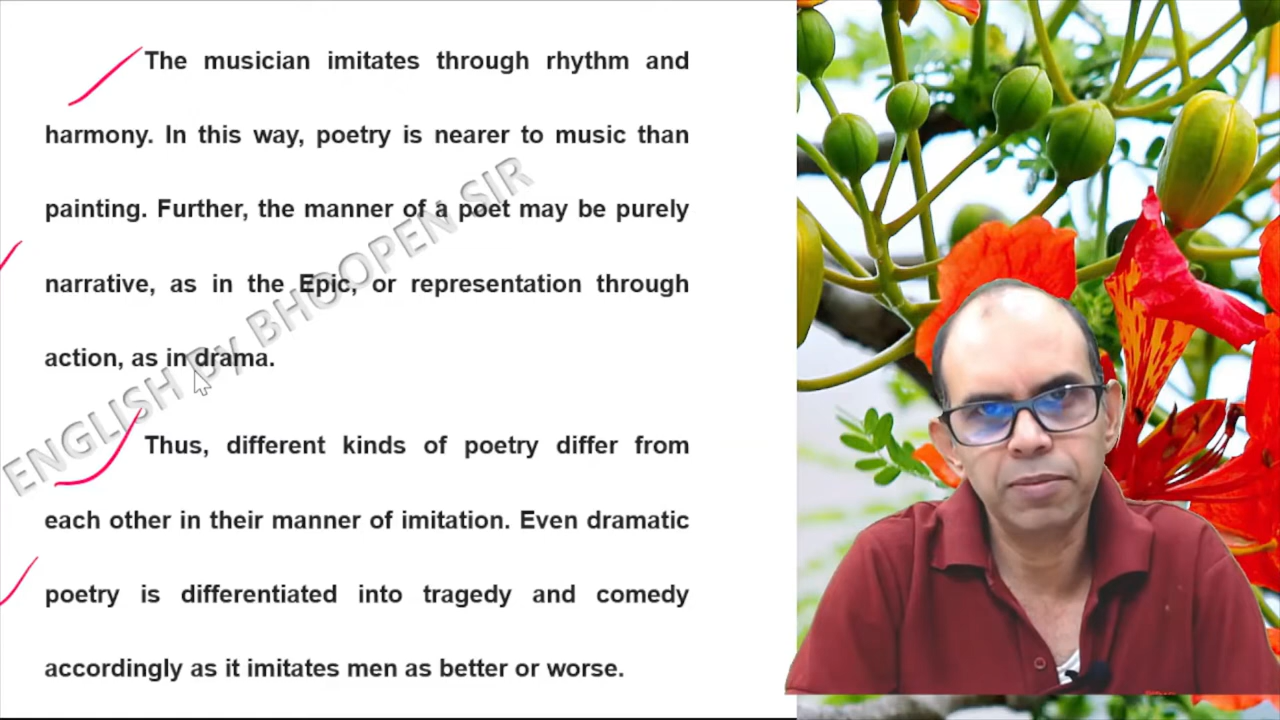 The musician imitates through rhythm and
harmony. In this way, poetry is nearer to music than
painting. Further, the manner of a poet may be purely
narrative, as in the Epic, or representation through
action, as in drama.
Thus, different kinds of poetry differ from
each other in their manner of imitation. Even dramatic
poetry is differentiated into tragedy and comedy
accordingly as it imitates men as better or worse.
ENGLISH By BHOOPEN SIR